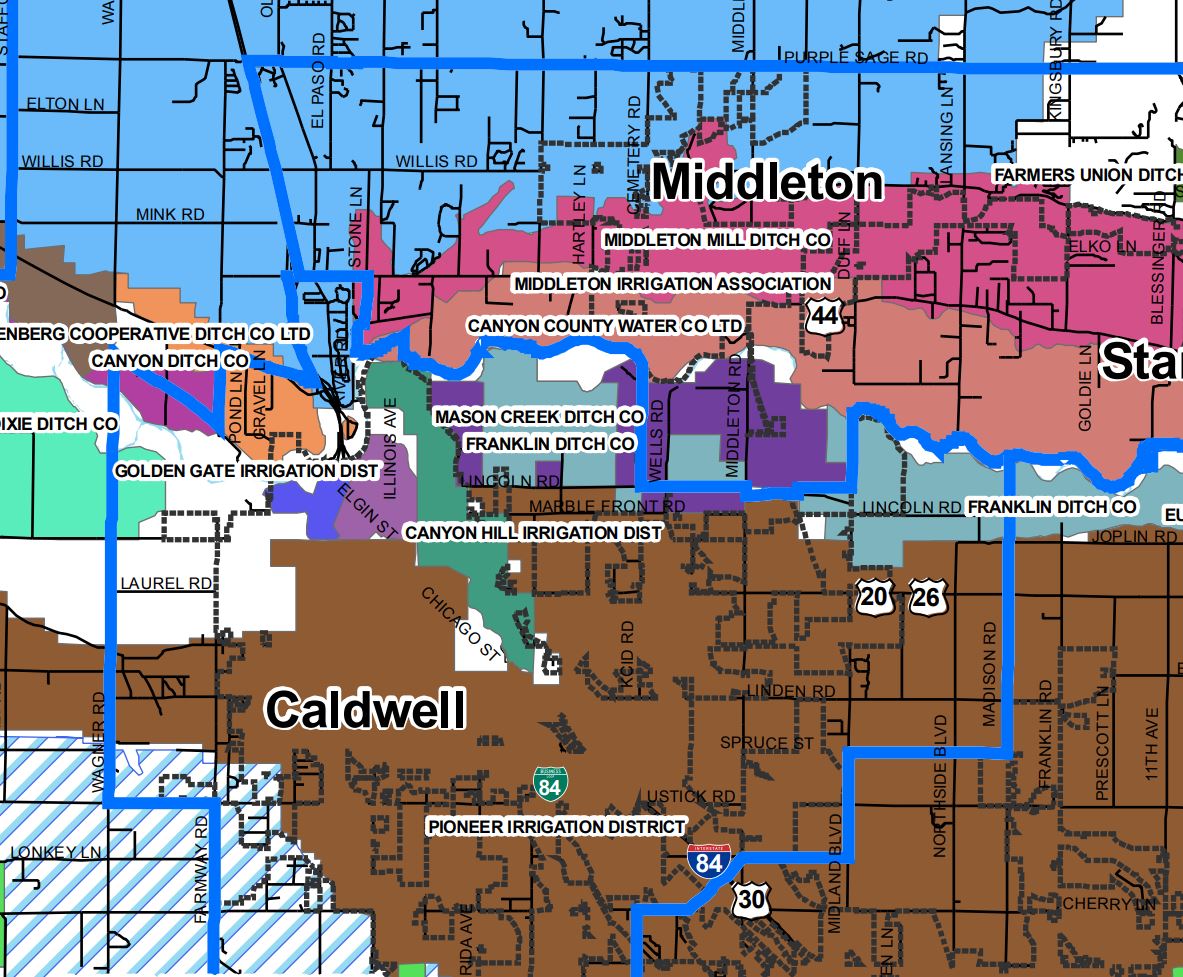 STAFFO
WA
OL
EL PASO RD
MIDDL
PURPLE SAGE RD
KINGSBURY RD
ELTON LN
CEMETERY RD
LANSING LN
WILLIS RD
WILLIS RD
Middleton
FARMERS UNION DITCH
HARTLEY LN
STONE LN
MINK RD
MIDDLETON MILL DITCH CO
DUFF LN
ELKO LN
BLESSINGER RD
MIDDLETON IRRIGATION ASSOCIATION
44
CANYON COUNTY WATER CO LTD
ENBERG COOPERATIVE DITCH CO LTD
CANYON DITCH CO
Star
POND LN
GRAVEL LN
GOLDIE LN
DIXIE DITCH CO
ILLINOIS AVE
MASON CREEK DITCH CO
FRANKLIN DITCH CO
WELLS RD
MIDDLETON RD
GOLDEN GATE IRRIGATION DIST
LINCOLN RD
ELGIN ST
MARBLE FRONT RD
LINCOLN RD
FRANKLIN DITCH CO
EU
CANYON HILL IRRIGATION DIST
JOPLIN RD
LAUREL RD
CHICAGO ST
20
26
KCID RD
MADISON RD
LINDEN RD
Caldwell
WAGNER RD
SPRUCE ST
NORTHSIDE BLVD
FRANKLIN RD
PRESCOTT LN
11TH AVE
BUSINESS
84
USTICK RD
PIONEER IRRIGATION DISTRICT
MIDLAND BLVD
INTERSTATE
84
LONKEY LN
FARMWAY RD
30
CHERRY LN
RIDA AVE
EN LN